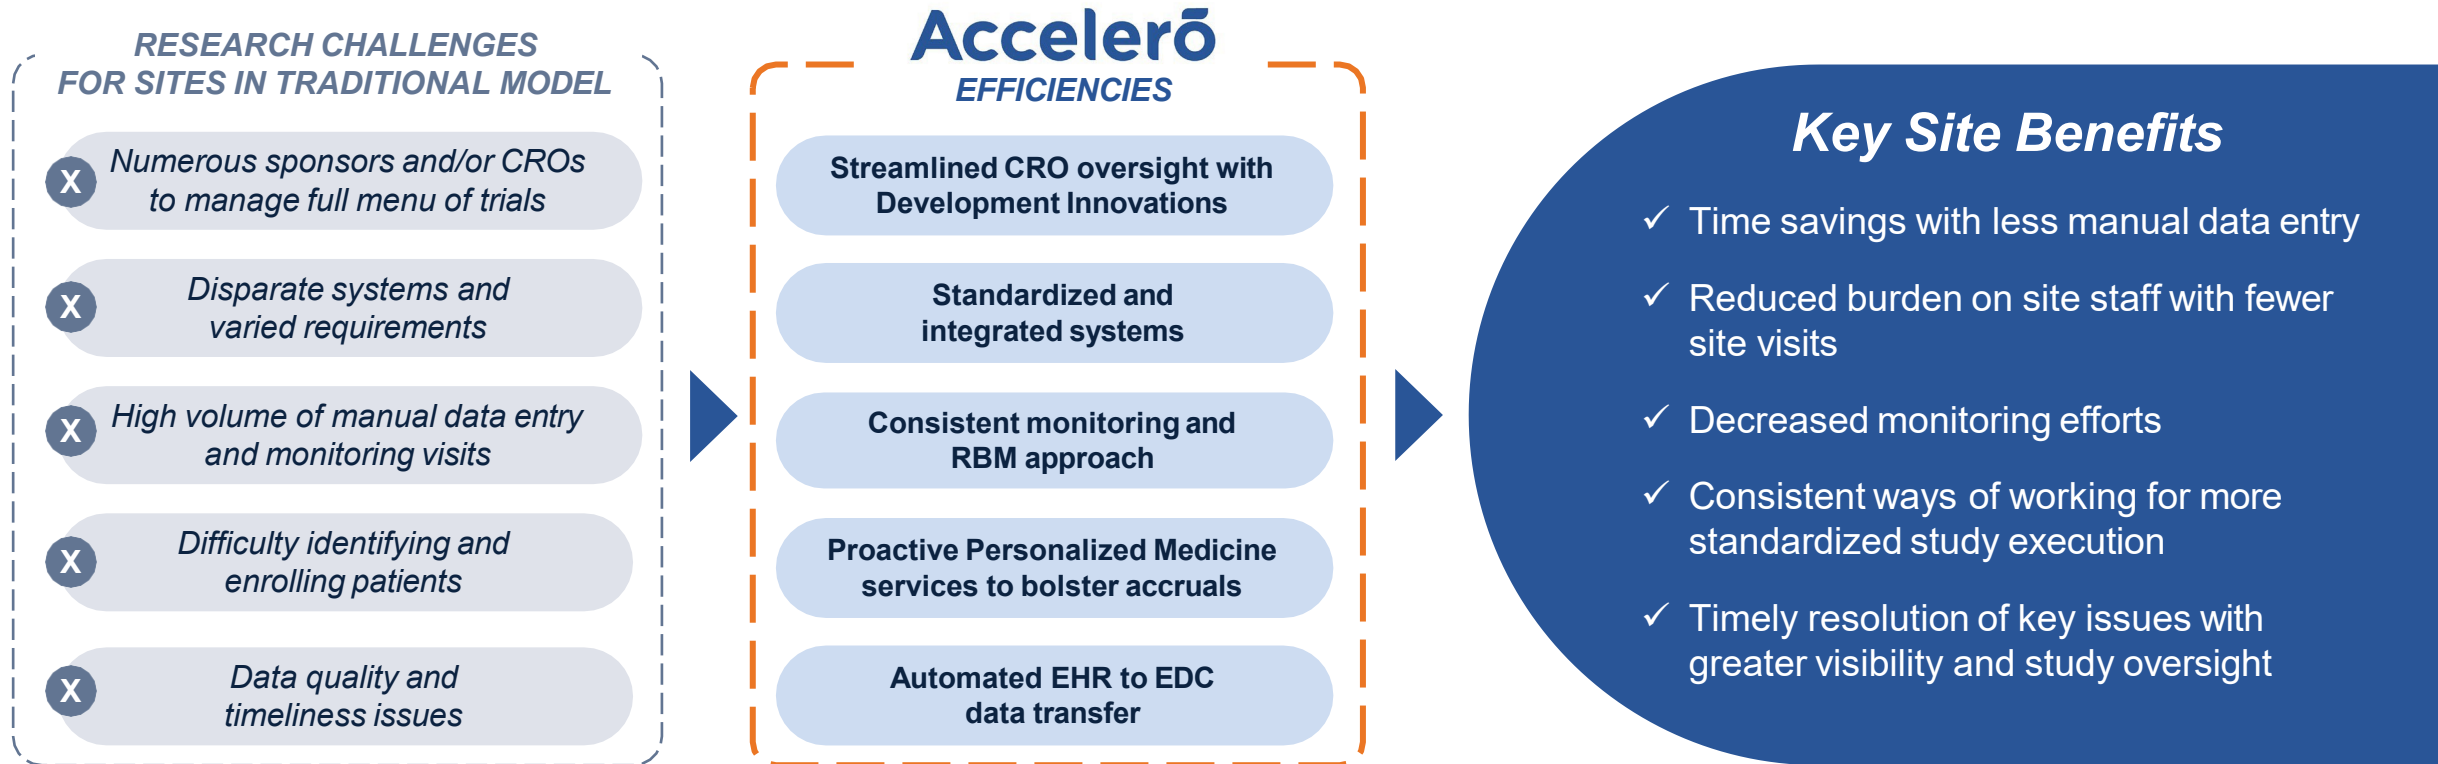 RESEARCH CHALLENGES
FOR SITES IN TRADITIONAL MODEL
X
Numerous sponsors and/or CROs
to manage full menu of trials
X
Disparate systems and
varied requirements
X
High volume of manual data entry
and monitoring visits
X
Difficulty identifying and
enrolling patients
X
Data quality and
timeliness issues
Accelerō
EFFICIENCIES
Streamlined CRO oversight with
Development Innovations
Standardized and
integrated systems
Consistent monitoring and
RBM approach
Proactive Personalized Medicine
services to bolster accruals
Automated EHR to EDC
data transfer
Key Site Benefits
✓ Time savings with less manual data entry
✓ Reduced burden on site staff with fewer
site visits
✓ Decreased monitoring efforts
✓ Consistent ways of working for more
standardized study execution
✓ Timely resolution of key issues with
greater visibility and study oversight